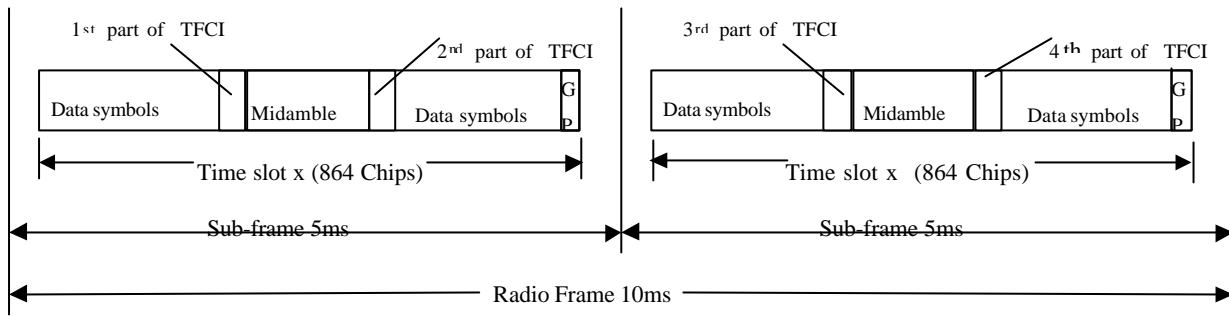 1st part of TFCI
2nd part of TFCI
3rd part of TFCI
4th part of TFCI
Data symbols
Midamble
Data symbols
G
P
Data symbols
Midamble
Data symbols
G
P
Time slot x (864 Chips)
Time slot x (864 Chips)
Sub-frame 5ms
Sub-frame 5ms
Radio Frame 10ms